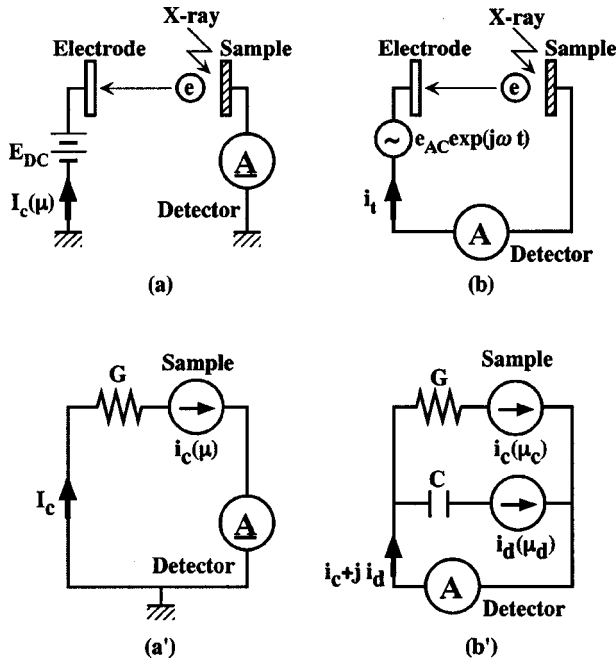 X-ray
Electrode
Sample
e
E_DC
A
I_c(μ)
Detector
(a)
X-ray
Electrode
Sample
e
~
e_AC exp(jω t)
i_t
A
Detector
(b)
Sample
G
i_c(μ)
I_c
A
Detector
(a')
Sample
G
i_c(μ_c)
C
i_d(μ_d)
i_c+j i_d
A
Detector
(b')